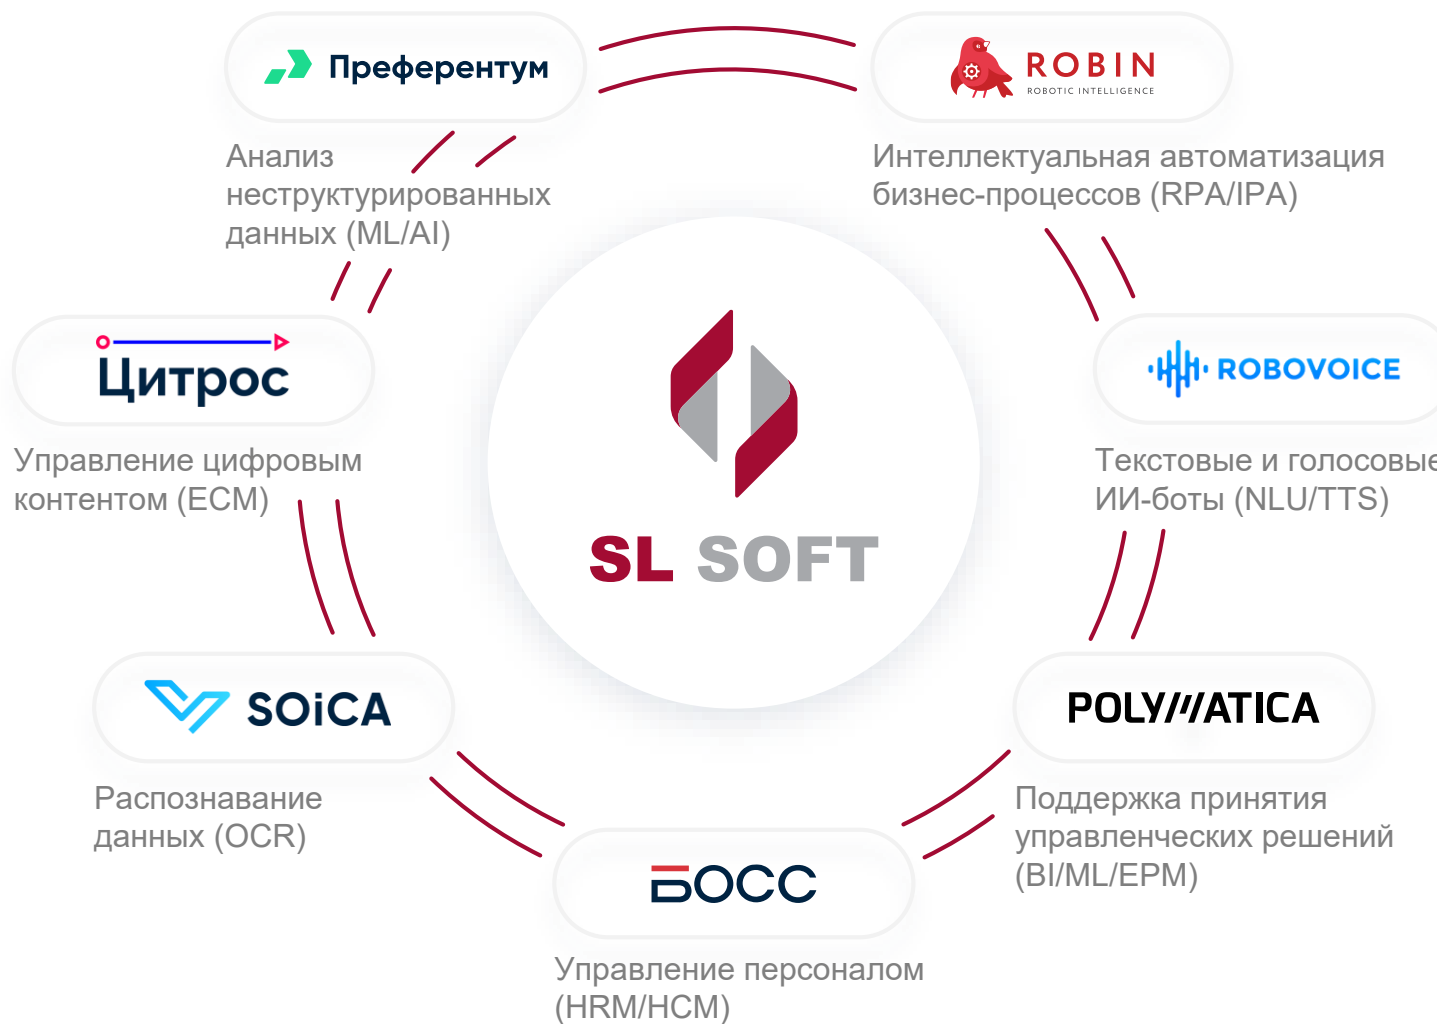 Преферентум
Анализ
неструктурированных
данных (ML/AI)
ROBIN
ROBOTIC INTELLIGENCE
Интеллектуальная автоматизация
бизнес-процессов (RPA/IPA)
Цитрос
Управление цифровым
контентом (ECM)
SL SOFT
ROBOVOICE
Текстовые и голосовые
ИИ-боты (NLU/TTS)
SOiCA
Распознавание
данных (OCR)
POLYMATICA
Поддержка принятия
управленческих решений
(BI/ML/EPM)
БОСС
Управление персоналом
(HRM/HCM)